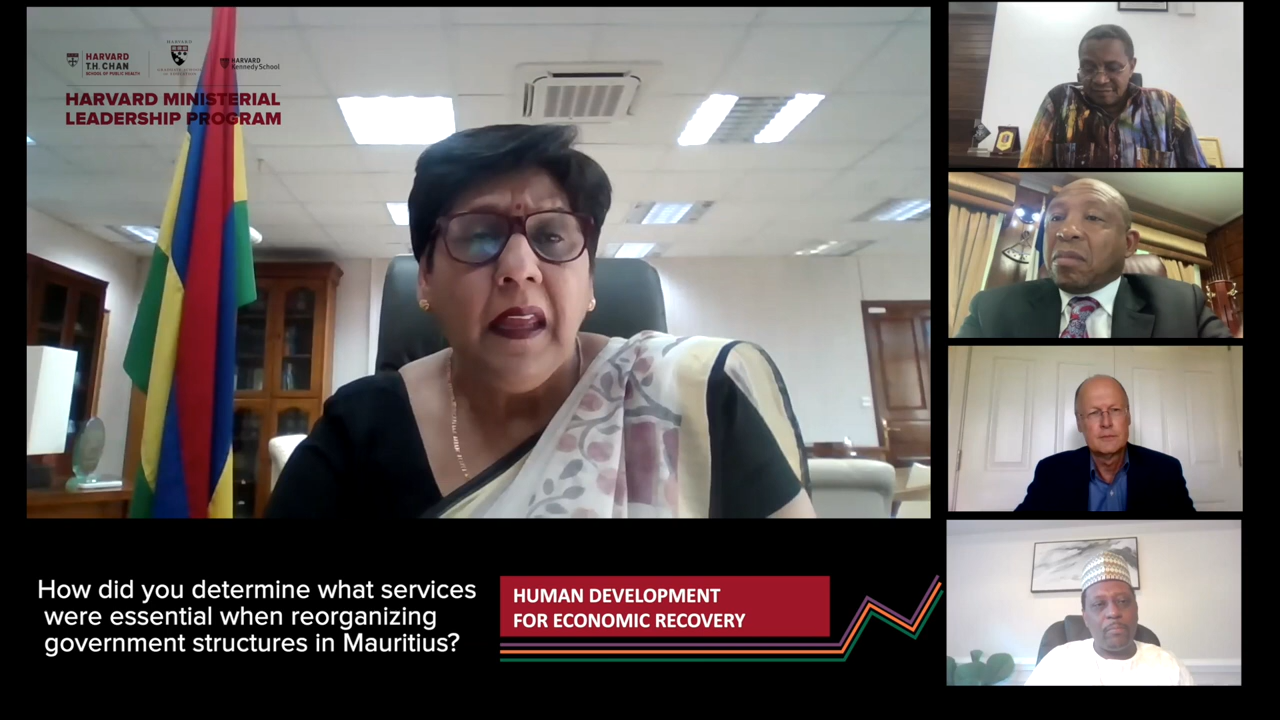 HARVARD
T.H. CHAN
SCHOOL OF PUBLIC HEALTH
HARVARD
HARVARD
Kennedy School
HARVARD MINISTERIAL
LEADERSHIP PROGRAM
How did you determine what services
were essential when reorganizing
government structures in Mauritius?
HUMAN DEVELOPMENT
FOR ECONOMIC RECOVERY